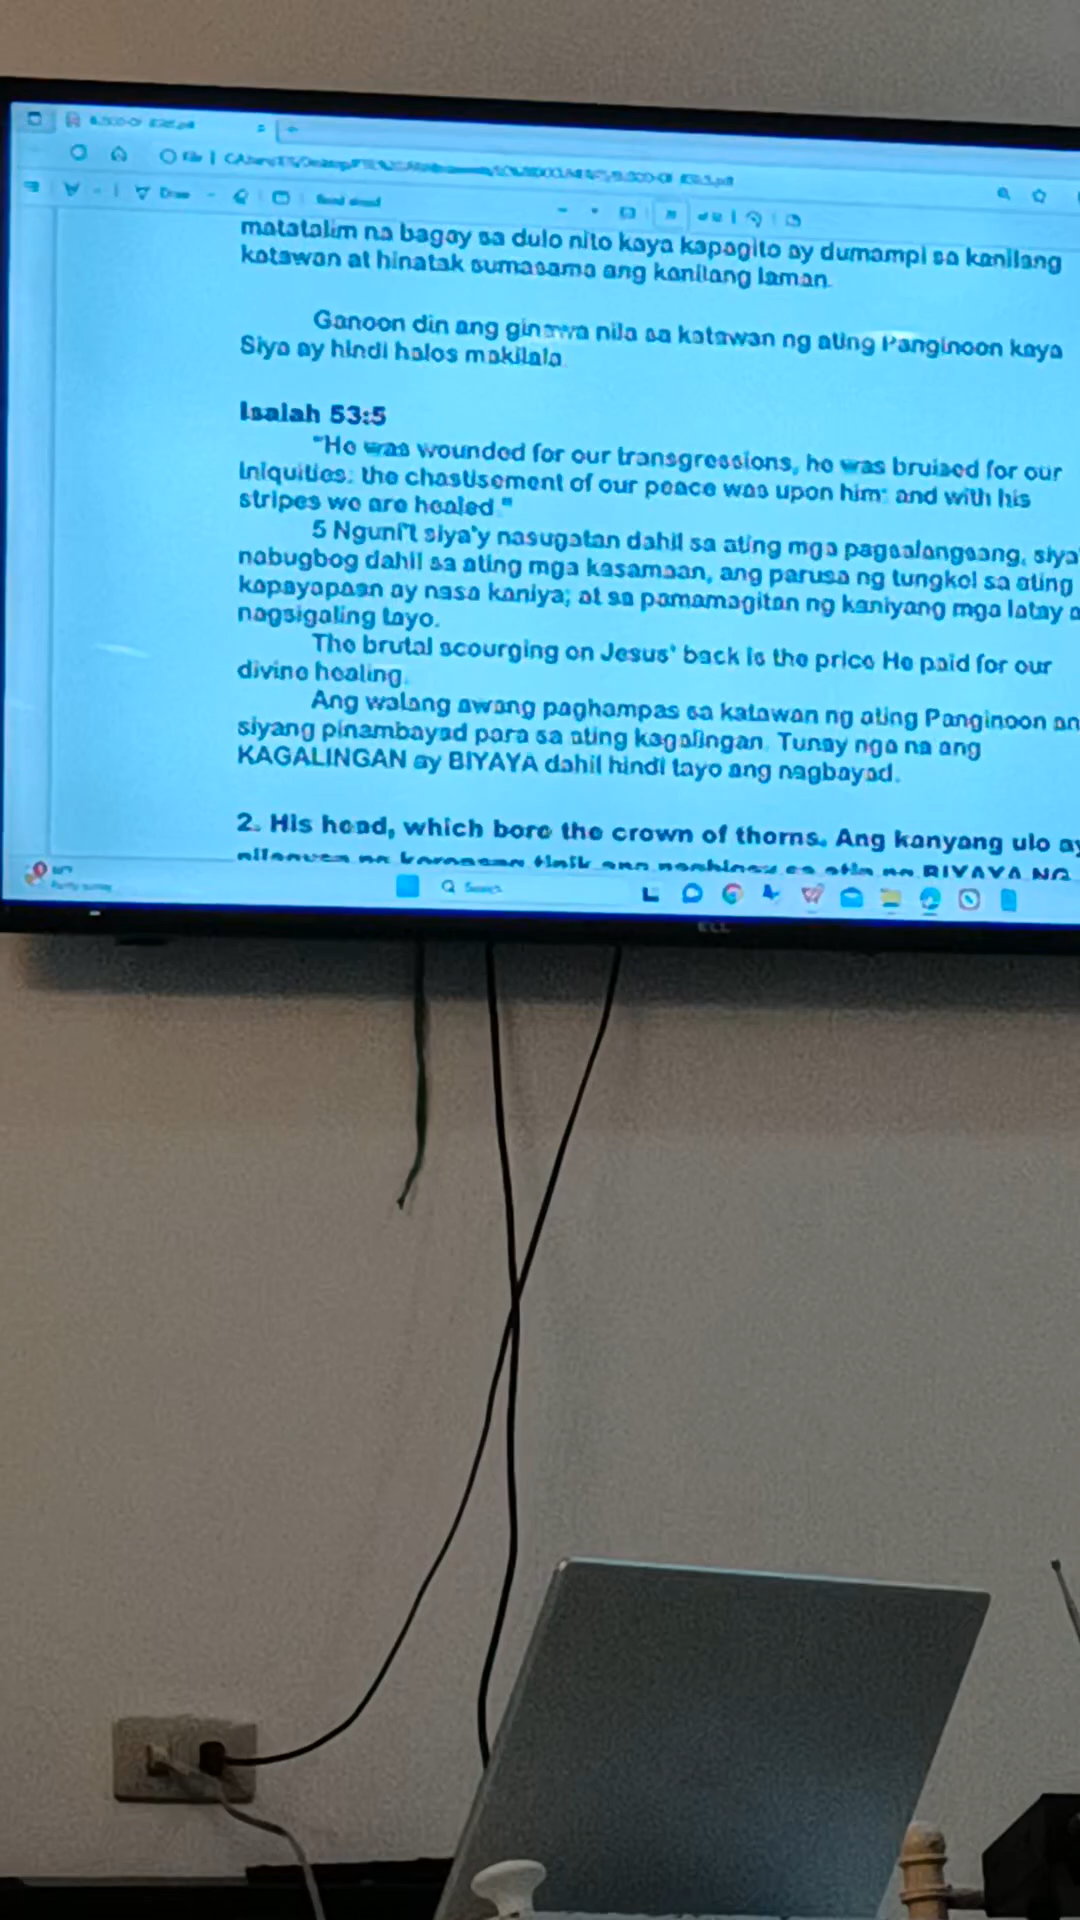 Draw
Read aloud
matatalim na bagay sa dulo nito kaya kapagito ay dumampi sa kanilang
katawan at hinatak sumasama ang kanilang laman.
Ganoon din ang ginawa nila sa katawan ng ating Panginoon kaya
Siya ay hindi halos makilala.
Isaiah 53:5
"He was wounded for our transgressions, he was bruised for our
iniquities: the chastisement of our peace was upon him: and with his
stripes we are healed."
5 Nguni't siya'y nasugatan dahil sa ating mga pagsalangsang, siya'
nabugbog dahil sa ating mga kasamaan, ang parusa ng tungkol sa ating
kapayapaan ay nasa kaniya; at sa pamamagitan ng kaniyang mga latay a
nagsigaling tayo.
The brutal scourging on Jesus' back is the price He paid for our
divine healing.
Ang walang awang paghampas sa katawan ng ating Panginoon an
siyang pinambayad para sa ating kagalingan. Tunay nga na ang
KAGALINGAN ay BIYAYA dahil hindi tayo ang nagbayad.
2. His head, which bore the crown of thorns. Ang kanyang ulo ay
BIYAYA NG
Search